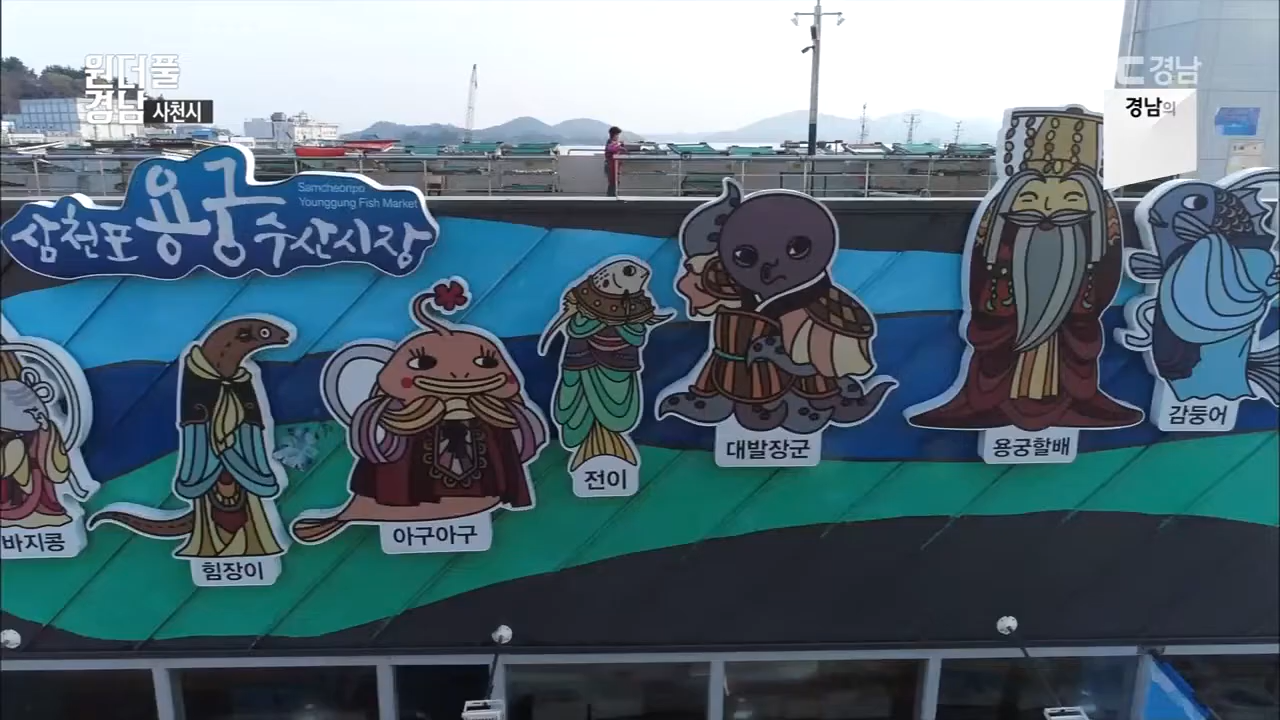 원더풀
경남 사천시
C 경남
경남의
Samcheonpo
Younggung Fish Market
삼천포 용궁 수산시장
바지콩
힘장이
아구아구
전이
대발장군
용궁할배
감둥어